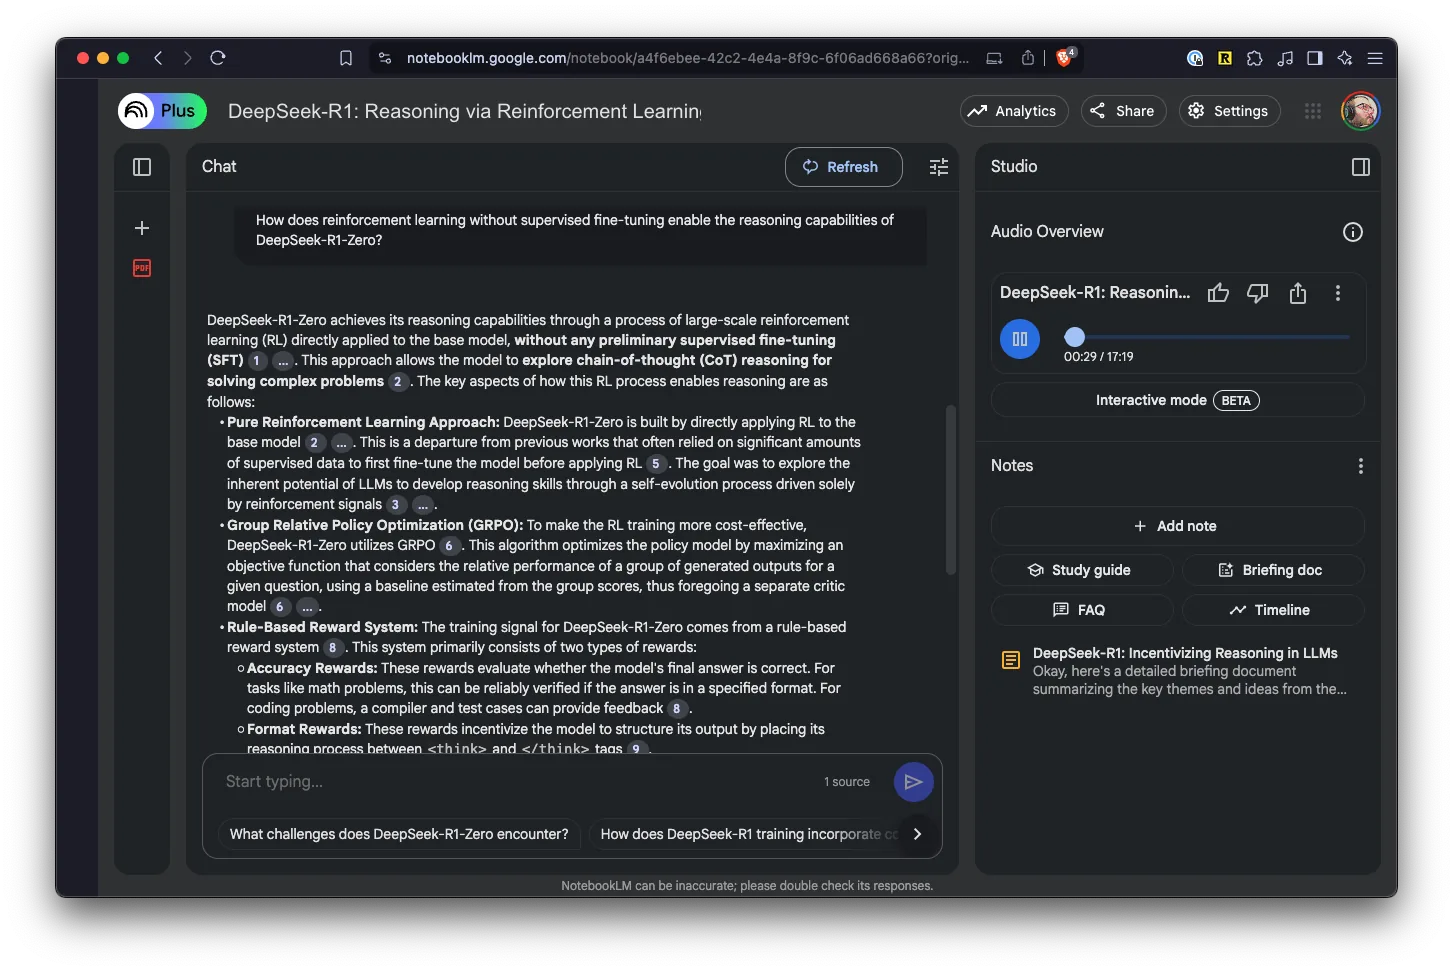 notebooklm.google.com/notebook/a4f6ebee-42c2-4e4a-8f9c-6f06ad668a66?orig...
4
R
Plus
DeepSeek-R1: Reasoning via Reinforcement Learning
Analytics
Share
Settings
Chat
Refresh
PDF
How does reinforcement learning without supervised fine-tuning enable the reasoning capabilities of
DeepSeek-R1-Zero?
DeepSeek-R1-Zero achieves its reasoning capabilities through a process of large-scale reinforcement
learning (RL) directly applied to the base model, without any preliminary supervised fine-tuning
(SFT) 1 ... . This approach allows the model to explore chain-of-thought (CoT) reasoning for
solving complex problems 2 . The key aspects of how this RL process enables reasoning are as
follows:
• Pure Reinforcement Learning Approach: DeepSeek-R1-Zero is built by directly applying RL to the
base model 2 ... . This is a departure from previous works that often relied on significant amounts
of supervised data to first fine-tune the model before applying RL 5 . The goal was to explore the
inherent potential of LLMs to develop reasoning skills through a self-evolution process driven solely
by reinforcement signals 3 ... .
• Group Relative Policy Optimization (GRPO): To make the RL training more cost-effective,
DeepSeek-R1-Zero utilizes GRPO 6 . This algorithm optimizes the policy model by maximizing an
objective function that considers the relative performance of a group of generated outputs for a
given question, using a baseline estimated from the group scores, thus foregoing a separate critic
model 6 ... .
• Rule-Based Reward System: The training signal for DeepSeek-R1-Zero comes from a rule-based
reward system 8 . This system primarily consists of two types of rewards:
○ Accuracy Rewards: These rewards evaluate whether the model's final answer is correct. For
tasks like math problems, this can be reliably verified if the answer is in a specified format. For
coding problems, a compiler and test cases can provide feedback 8 .
○ Format Rewards: These rewards incentivize the model to structure its output by placing its
reasoning process between <think> and </think> tags 9 .
Start typing...
1 source
What challenges does DeepSeek-R1-Zero encounter?
How does DeepSeek-R1 training incorporate co
NotebookLM can be inaccurate; please double check its responses.
Studio
Audio Overview
DeepSeek-R1: Reasonin...
00:29 / 17:19
Interactive mode BETA
Notes
+ Add note
Study guide
Briefing doc
FAQ
Timeline
DeepSeek-R1: Incentivizing Reasoning in LLMs
Okay, here's a detailed briefing document
summarizing the key themes and ideas from the...